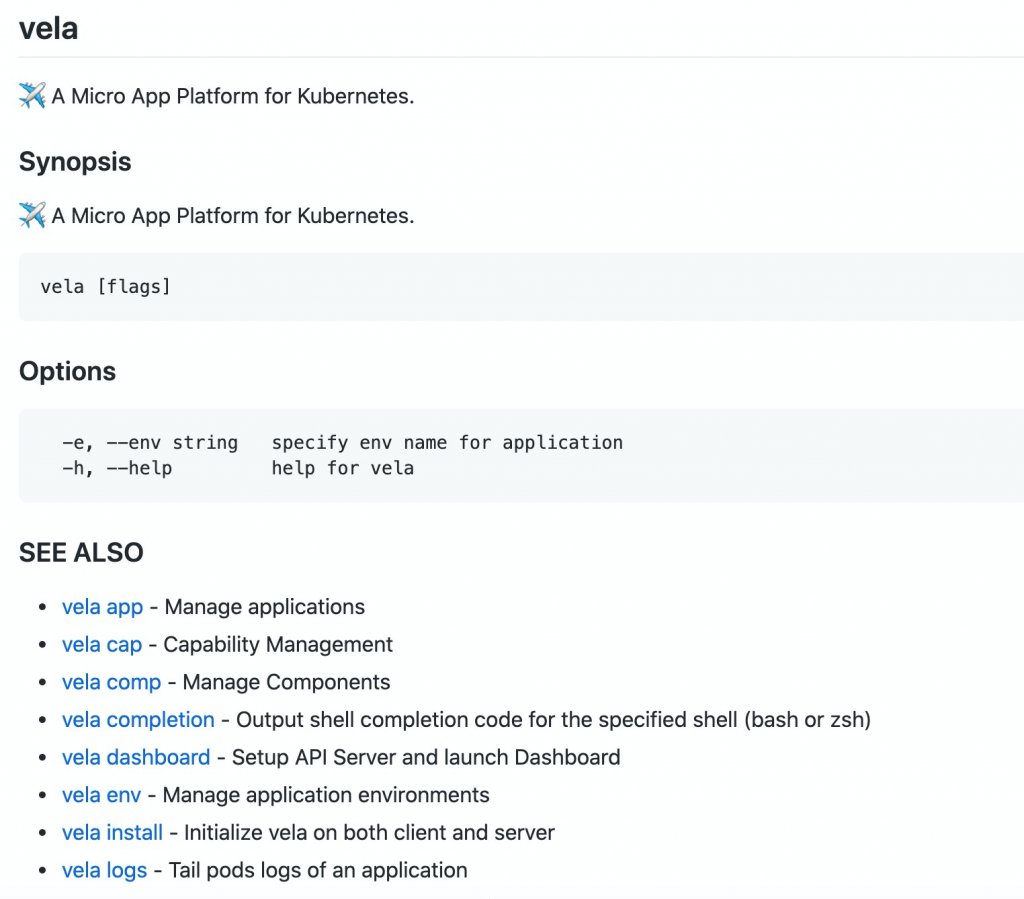 vela
✈️ A Micro App Platform for Kubernetes.
Synopsis
✈️ A Micro App Platform for Kubernetes.
vela [flags]
Options
-e, --env string   specify env name for application
-h, --help         help for vela
SEE ALSO
• vela app - Manage applications
• vela cap - Capability Management
• vela comp - Manage Components
• vela completion - Output shell completion code for the specified shell (bash or zsh)
• vela dashboard - Setup API Server and launch Dashboard
• vela env - Manage application environments
• vela install - Initialize vela on both client and server
• vela logs - Tail pods logs of an application